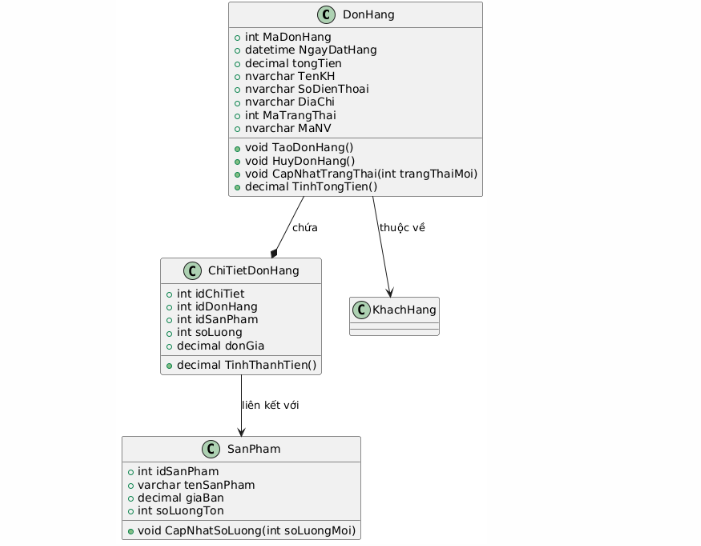 C DonHang
int MaDonHang
datetime NgayDatHang
decimal tongTien
nvarchar TenKH
nvarchar SoDienThoai
nvarchar DiaChi
int MaTrangThai
nvarchar MaNV
void TaoDonHang()
void HuyDonHang()
void CapNhatTrangThai(int trangThaiMoi)
decimal TinhTongTien()
chứa
thuộc về
C ChiTietDonHang
int idChiTiet
int idDonHang
int idSanPham
int soLuong
decimal donGia
decimal TinhThanhTien()
C KhachHang
liên kết với
C SanPham
int idSanPham
varchar tenSanPham
decimal giaBan
int soLuongTon
void CapNhatSoLuong(int soLuongMoi)